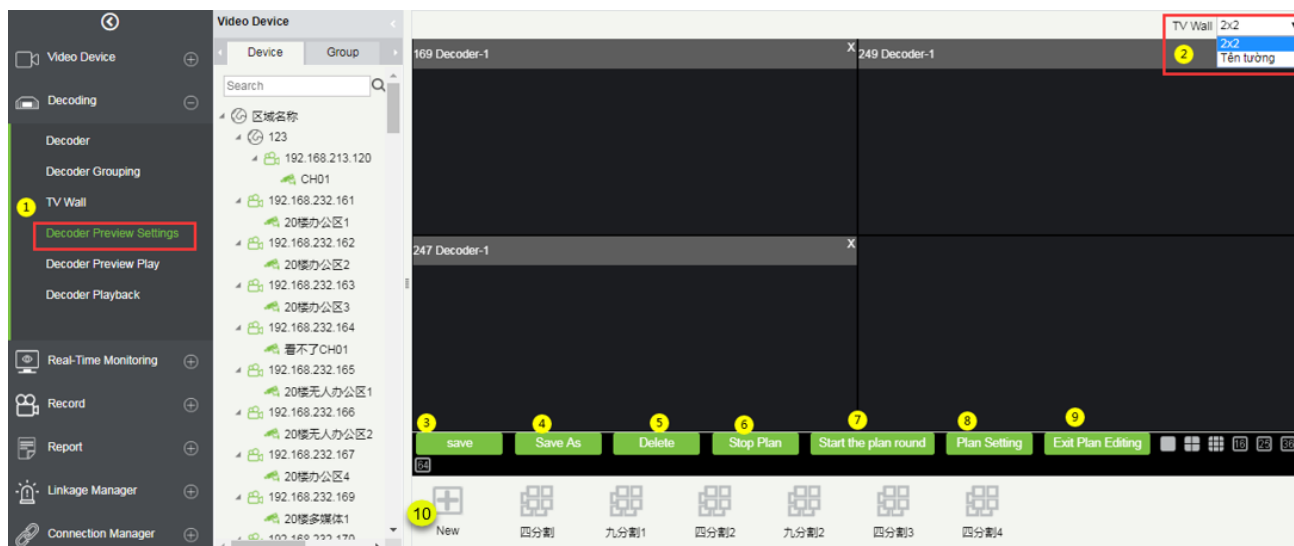 Video Device
Decoding
Decoder
Decoder Grouping
1
TV Wall
Decoder Preview Settings
Decoder Preview Play
Decoder Playback
Real-Time Monitoring
Record
Report
Linkage Manager
Connection Manager
Video Device
Device
Group
Search
区域名称
123
192.168.213.120
CH01
192.168.232.161
20楼办公区1
192.168.232.162
20楼办公区2
192.168.232.163
20楼办公区3
192.168.232.164
看不了CH01
192.168.232.165
20楼无人办公区1
192.168.232.166
20楼无人办公区2
192.168.232.167
20楼办公区4
192.168.232.169
20楼多媒体1
192.168.232.170
TV Wall 2x2
2
2x2
Tên tường
169 Decoder-1 X
249 Decoder-1
247 Decoder-1 X
3 4 5 6 7 8 9
save Save As Delete Stop Plan Start the plan round Plan Setting Exit Plan Editing 16 25 36
64
10
New 四分割 九分割1 四分割2 九分割2 四分割3 四分割4